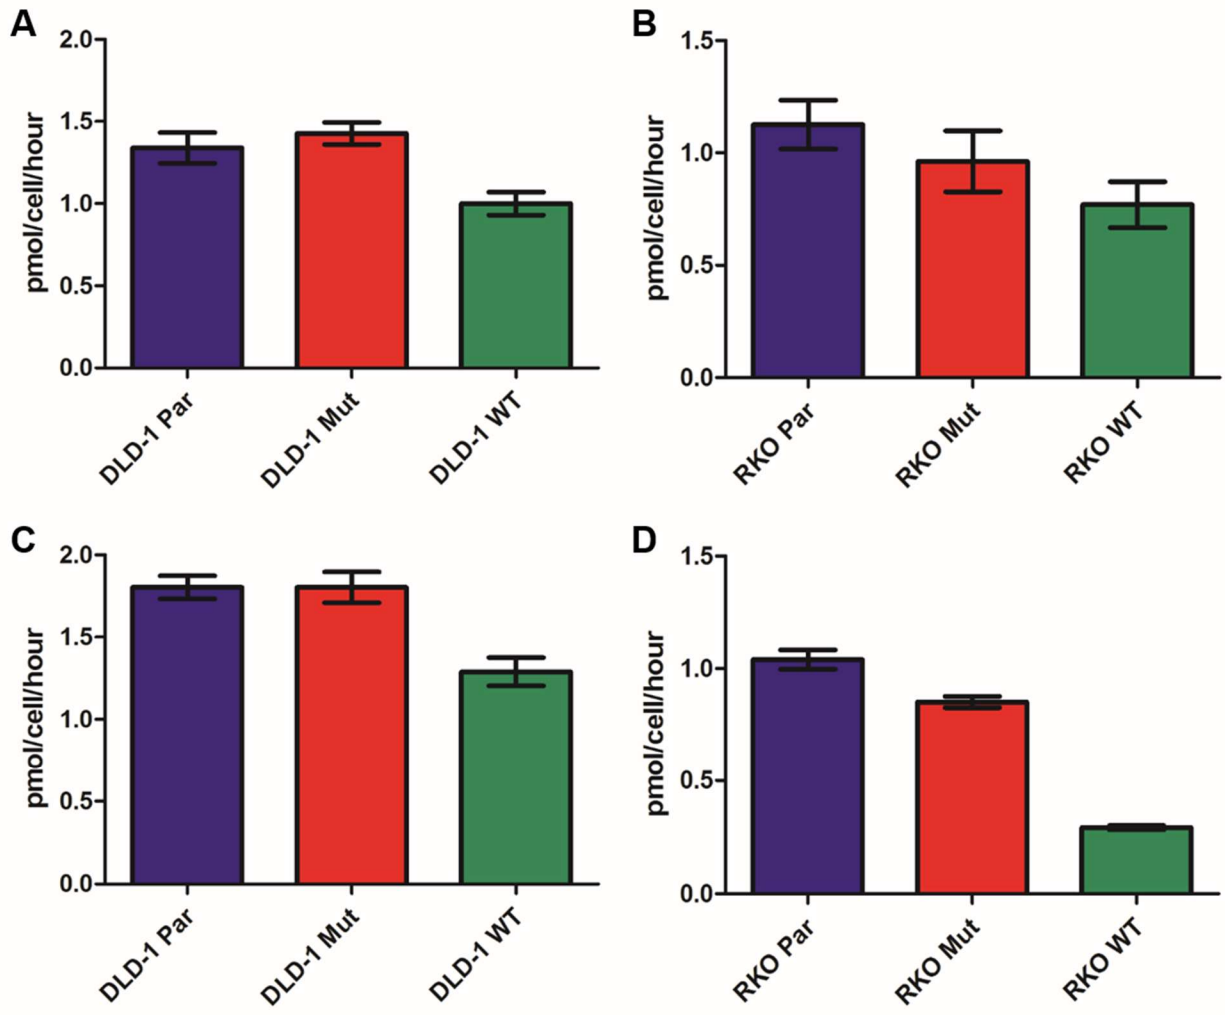 A
2.0
1.5
1.0
0.5
0.0
pmol/cell/hour
DLD-1 Par
DLD-1 Mut
DLD-1 WT
B
1.5
1.0
0.5
0.0
pmol/cell/hour
RKO Par
RKO Mut
RKO WT
C
2.0
1.5
1.0
0.5
0.0
pmol/cell/hour
DLD-1 Par
DLD-1 Mut
DLD-1 WT
D
1.5
1.0
0.5
0.0
pmol/cell/hour
RKO Par
RKO Mut
RKO WT